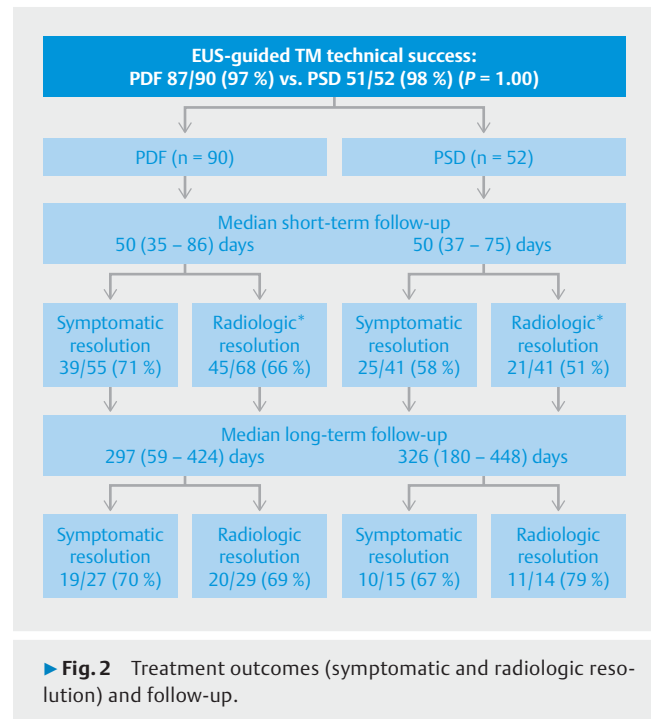 EUS-guided TM technical success:
PDF 87/90 (97 %) vs. PSD 51/52 (98 %) (P = 1.00)
PDF (n = 90)
PSD (n = 52)
Median short-term follow-up
50 (35 – 86) days
50 (37 – 75) days
Symptomatic
resolution
39/55 (71 %)
Radiologic*
resolution
45/68 (66 %)
Symptomatic
resolution
25/41 (58 %)
Radiologic*
resolution
21/41 (51 %)
Median long-term follow-up
297 (59 – 424) days
326 (180 – 448) days
Symptomatic
resolution
19/27 (70 %)
Radiologic
resolution
20/29 (69 %)
Symptomatic
resolution
10/15 (67 %)
Radiologic
resolution
11/14 (79 %)
▶ Fig. 2 Treatment outcomes (symptomatic and radiologic reso-
lution) and follow-up.